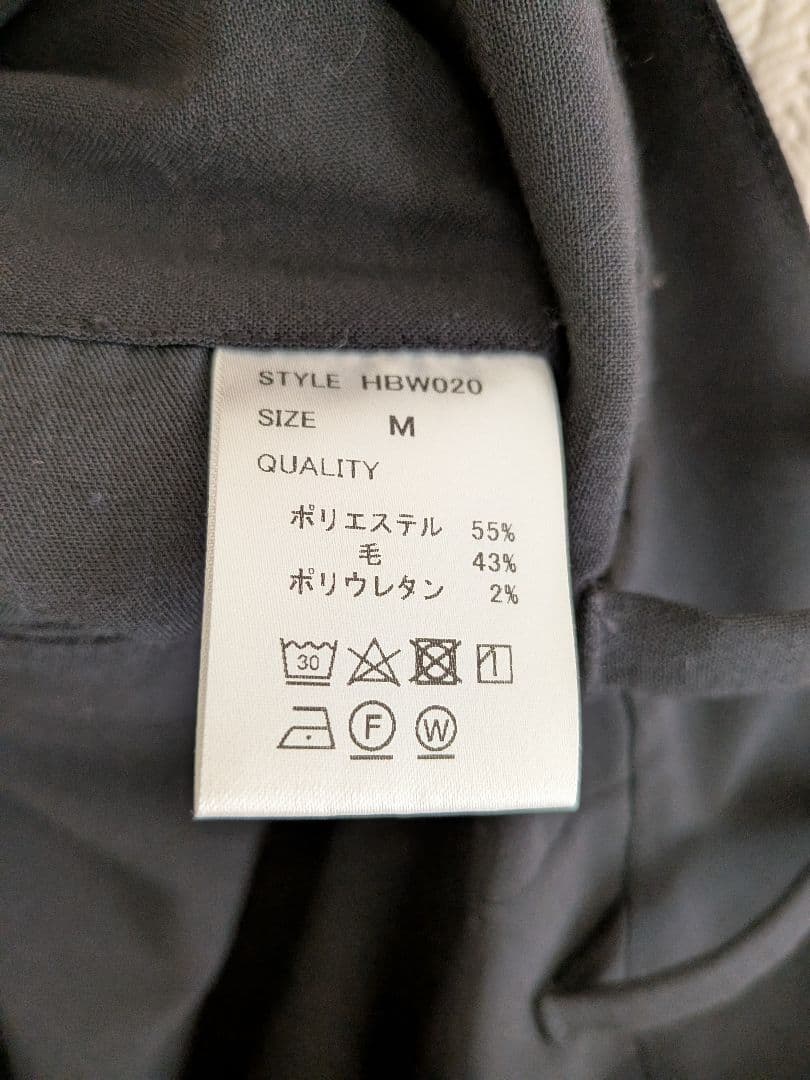 STYLE HBW020
SIZE M
QUALITY
ポリエステル 55%
毛 43%
ポリウレタン 2%
30
F W